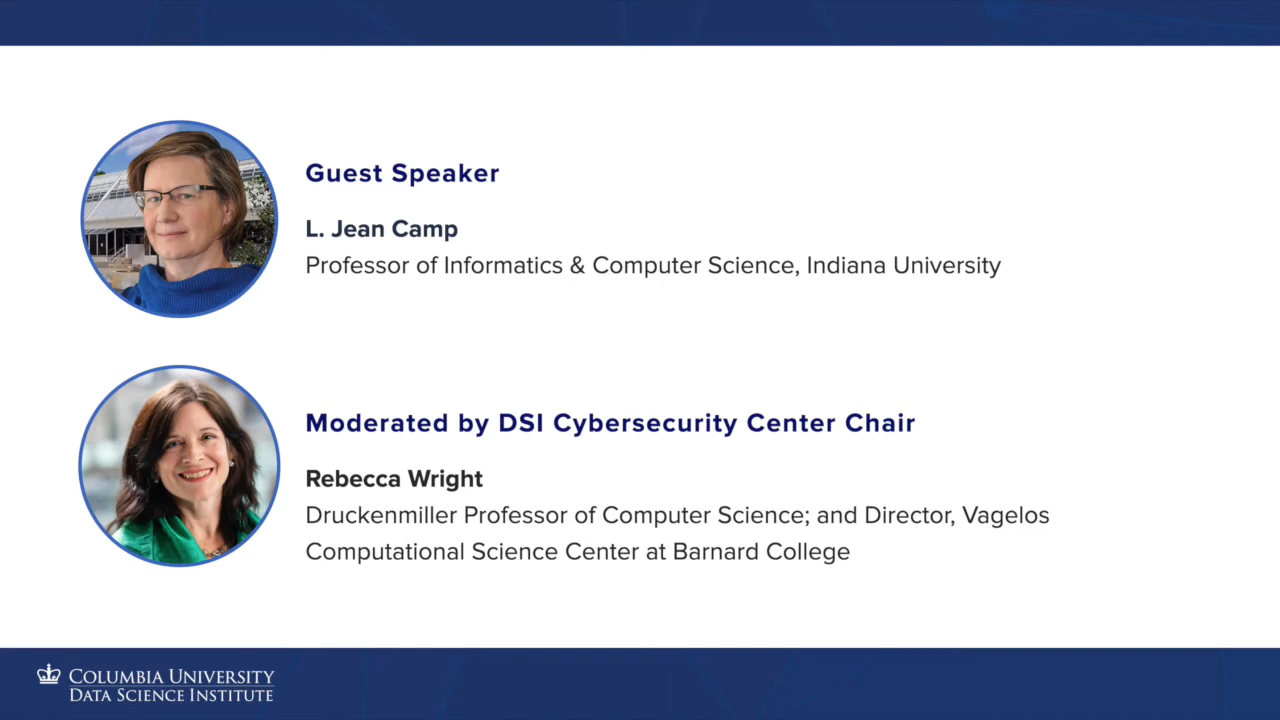 Guest Speaker
L. Jean Camp
Professor of Informatics & Computer Science, Indiana University
Moderated by DSI Cybersecurity Center Chair
Rebecca Wright
Druckenmiller Professor of Computer Science; and Director, Vagelos
Computational Science Center at Barnard College
COLUMBIA UNIVERSITY
DATA SCIENCE INSTITUTE